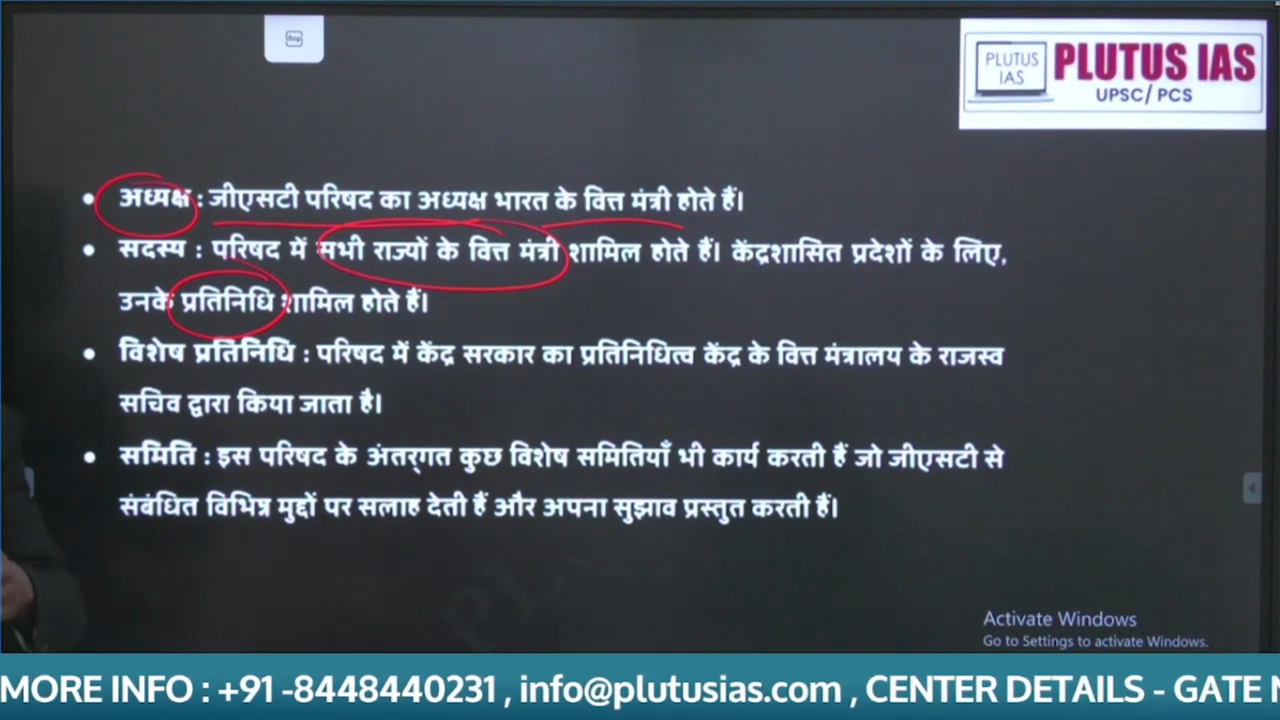 PLUTUS IAS
PLUTUS IAS
UPSC/ PCS
अध्यक्ष : जीएसटी परिषद का अध्यक्ष भारत के वित्त मंत्री होते हैं।
सदस्य : परिषद में सभी राज्यों के वित्त मंत्री शामिल होते हैं। केंद्रशासित प्रदेशों के लिए,
उनके प्रतिनिधि शामिल होते हैं।
विशेष प्रतिनिधि : परिषद में केंद्र सरकार का प्रतिनिधित्व केंद्र के वित्त मंत्रालय के राजस्व
सचिव द्वारा किया जाता है।
समिति : इस परिषद के अंतर्गत कुछ विशेष समितियाँ भी कार्य करती हैं जो जीएसटी से
संबंधित विभिन्न मुद्दों पर सलाह देती हैं और अपना सुझाव प्रस्तुत करती हैं।
Activate Windows
Go to Settings to activate Windows.
MORE INFO : +91 -8448440231 , info@plutusias.com , CENTER DETAILS - GATE